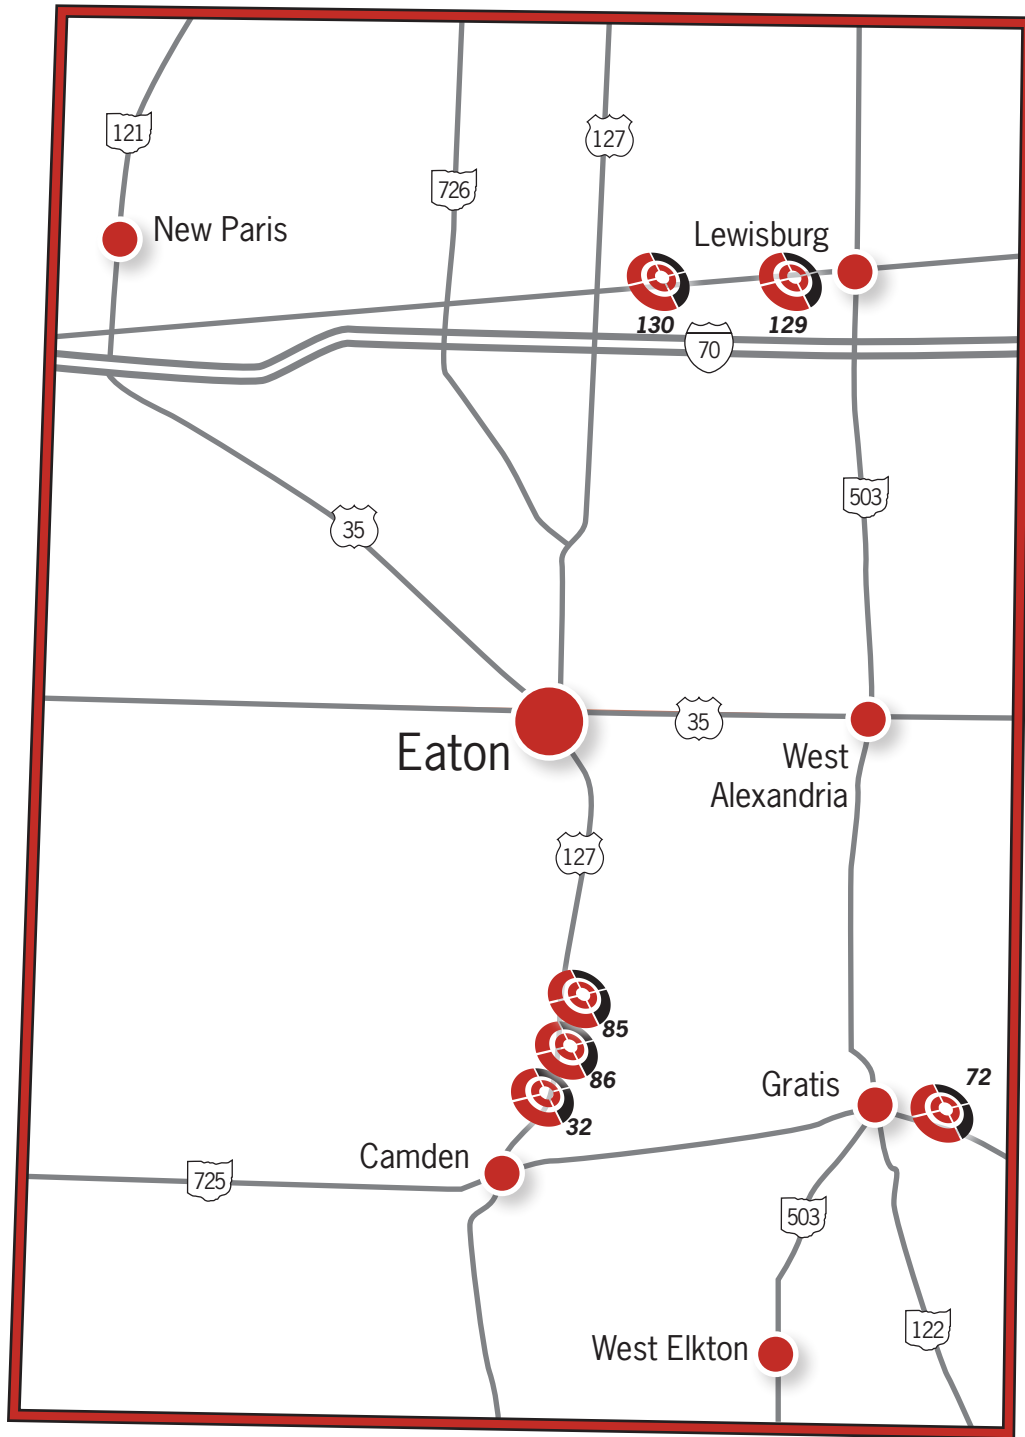 121
127
726
New Paris
Lewisburg
130
129
70
503
35
35
Eaton
West
Alexandria
127
85
86
72
Gratis
32
Camden
725
503
122
West Elkton